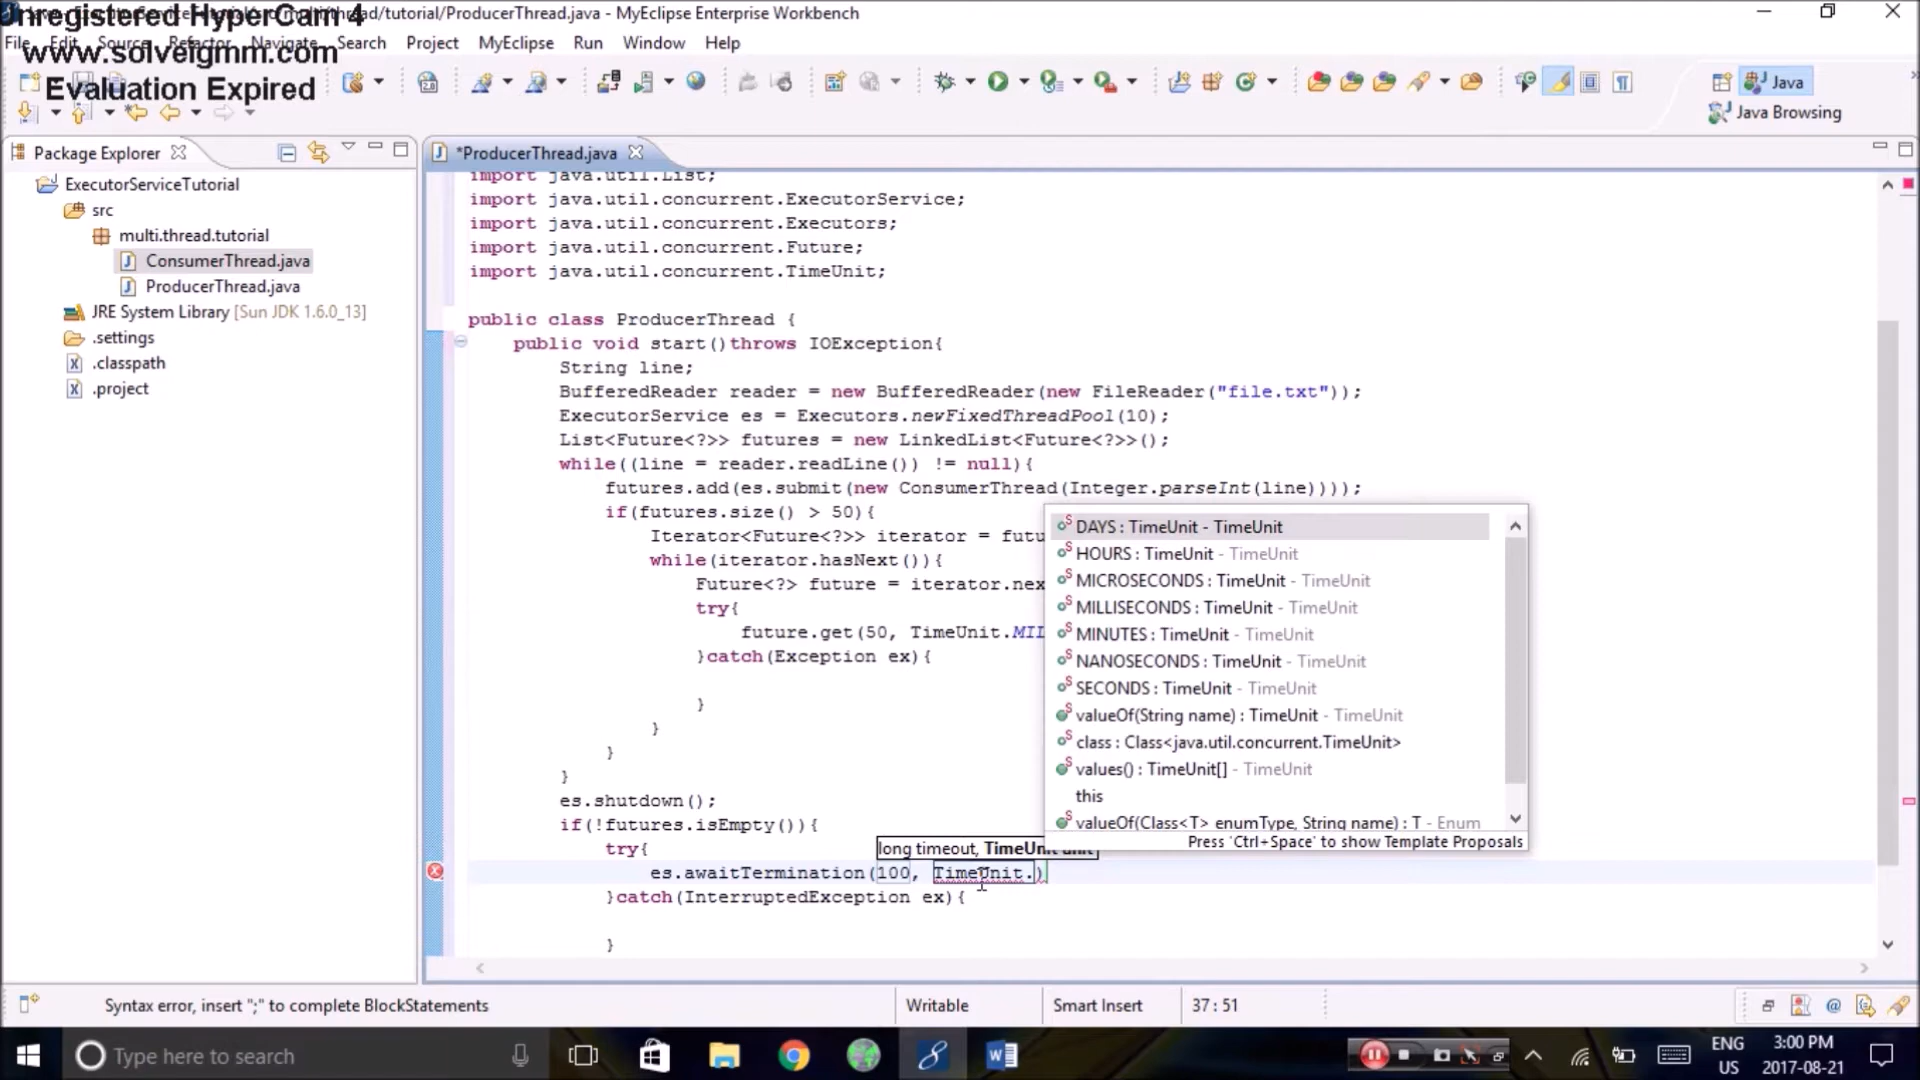 Unregistered HyperCam 4
/thread/tutorial/ProducerThread.java - MyEclipse Enterprise Workbench
File Edit Source Refactor Navigate Search Project MyEclipse Run Window Help
www.solveigmm.com
Evaluation Expired
Java
Java Browsing
Package Explorer
*ProducerThread.java
ExecutorServiceTutorial
src
multi.thread.tutorial
ConsumerThread.java
ProducerThread.java
JRE System Library [Sun JDK 1.6.0_13]
.settings
.classpath
.project
import java.util.List;
import java.util.concurrent.ExecutorService;
import java.util.concurrent.Executors;
import java.util.concurrent.Future;
import java.util.concurrent.TimeUnit;
public class ProducerThread {
public void start()throws IOException{
String line;
BufferedReader reader = new BufferedReader(new FileReader("file.txt"));
ExecutorService es = Executors.newFixedThreadPool(10);
List<Future<?>> futures = new LinkedList<Future<?>>();
while((line = reader.readLine()) != null){
futures.add(es.submit(new ConsumerThread(Integer.parseInt(line))));
if(futures.size() > 50){
Iterator<Future<?>> iterator = futu
while(iterator.hasNext()){
Future<?> future = iterator.nex
try{
future.get(50, TimeUnit.MIL
}catch(Exception ex){
}
}
}
}
es.shutdown();
if(!futures.isEmpty()){
try{
es.awaitTermination(100, TimeUnit.)
}catch(InterruptedException ex){
}
long timeout, TimeUnit unit
DAYS : TimeUnit - TimeUnit
HOURS : TimeUnit - TimeUnit
MICROSECONDS : TimeUnit - TimeUnit
MILLISECONDS : TimeUnit - TimeUnit
MINUTES : TimeUnit - TimeUnit
NANOSECONDS : TimeUnit - TimeUnit
SECONDS : TimeUnit - TimeUnit
valueOf(String name) : TimeUnit - TimeUnit
class : Class<java.util.concurrent.TimeUnit>
values() : TimeUnit[] - TimeUnit
this
valueOf(Class<T> enumType, String name) : T - Enum
Press 'Ctrl+Space' to show Template Proposals
Syntax error, insert ";" to complete BlockStatements
Writable
Smart Insert
37 : 51
Type here to search
ENG
US
3:00 PM
2017-08-21